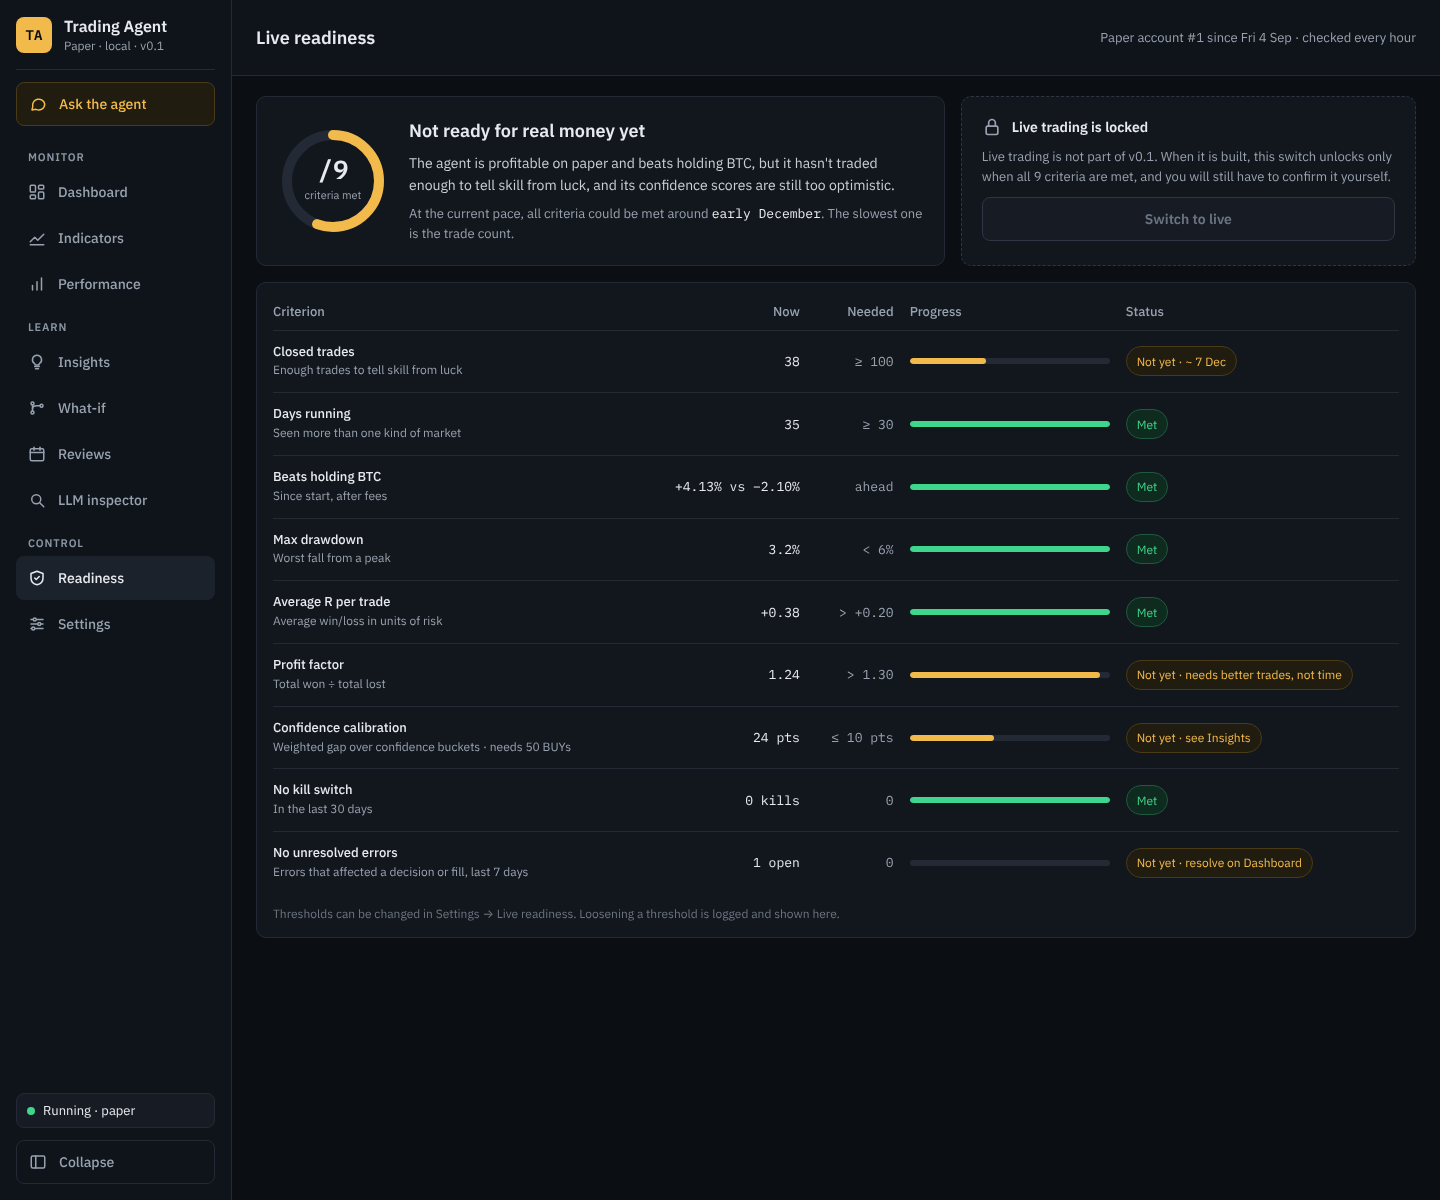 TA
Trading Agent
Paper · local · v0.1
Ask the agent
MONITOR
Dashboard
Indicators
Performance
LEARN
Insights
What-if
Reviews
LLM inspector
CONTROL
Readiness
Settings
Running · paper
Collapse
Live readiness
Paper account #1 since Fri 4 Sep · checked every hour
/9
criteria met
Not ready for real money yet
The agent is profitable on paper and beats holding BTC, but it hasn't traded
enough to tell skill from luck, and its confidence scores are still too optimistic.
At the current pace, all criteria could be met around early December. The slowest one
is the trade count.
Live trading is locked
Live trading is not part of v0.1. When it is built, this switch unlocks only
when all 9 criteria are met, and you will still have to confirm it yourself.
Switch to live
Criterion Now Needed Progress Status
Closed trades
Enough trades to tell skill from luck
38 ≥ 100 Not yet · ~ 7 Dec
Days running
Seen more than one kind of market
35 ≥ 30 Met
Beats holding BTC
Since start, after fees
+4.13% vs −2.10% ahead Met
Max drawdown
Worst fall from a peak
3.2% < 6% Met
Average R per trade
Average win/loss in units of risk
+0.38 > +0.20 Met
Profit factor
Total won ÷ total lost
1.24 > 1.30 Not yet · needs better trades, not time
Confidence calibration
Weighted gap over confidence buckets · needs 50 BUYs
24 pts ≤ 10 pts Not yet · see Insights
No kill switch
In the last 30 days
0 kills 0 Met
No unresolved errors
Errors that affected a decision or fill, last 7 days
1 open 0 Not yet · resolve on Dashboard
Thresholds can be changed in Settings → Live readiness. Loosening a threshold is logged and shown here.